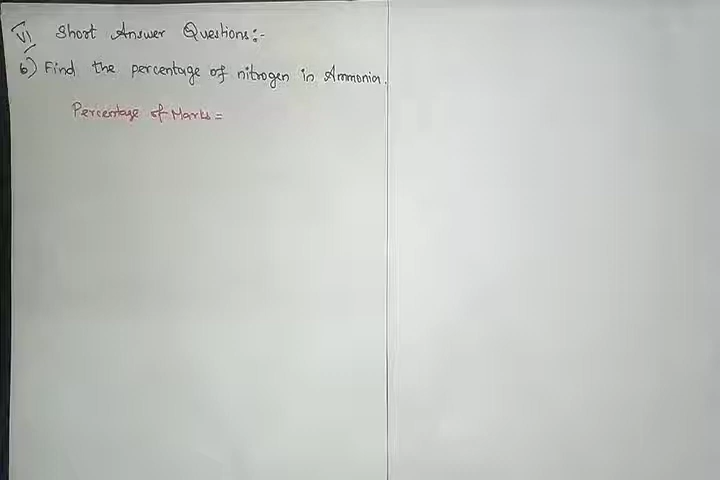 VI Short Answer Questions:-
6) Find the percentage of nitrogen in Ammonia.
Percentage of Marks =